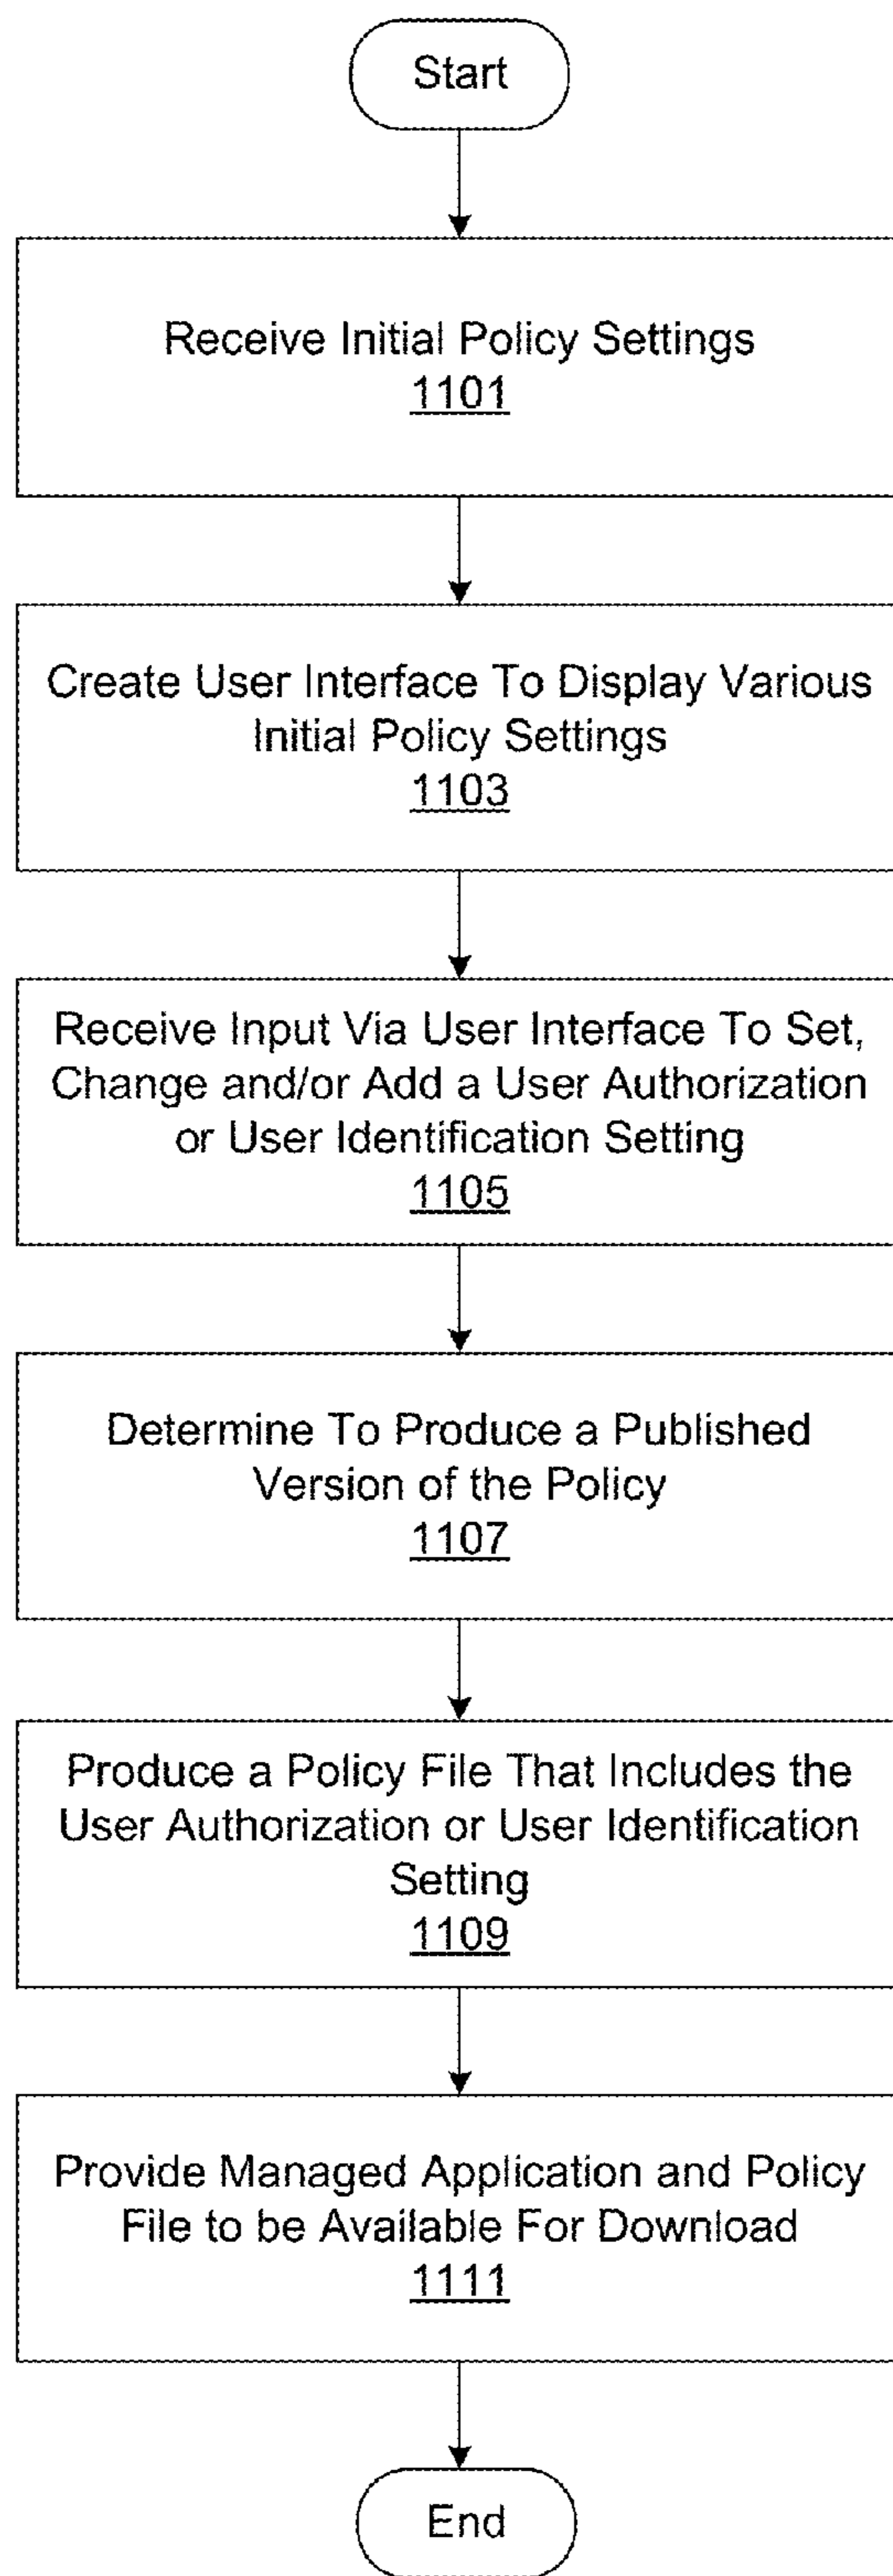 Start
Receive Initial Policy Settings
1101
Create User Interface To Display Various
Initial Policy Settings
1103
Receive Input Via User Interface To Set,
Change and/or Add a User Authorization
or User Identification Setting
1105
Determine To Produce a Published
Version of the Policy
1107
Produce a Policy File That Includes the
User Authorization or User Identification
Setting
1109
Provide Managed Application and Policy
File to be Available For Download
1111
End